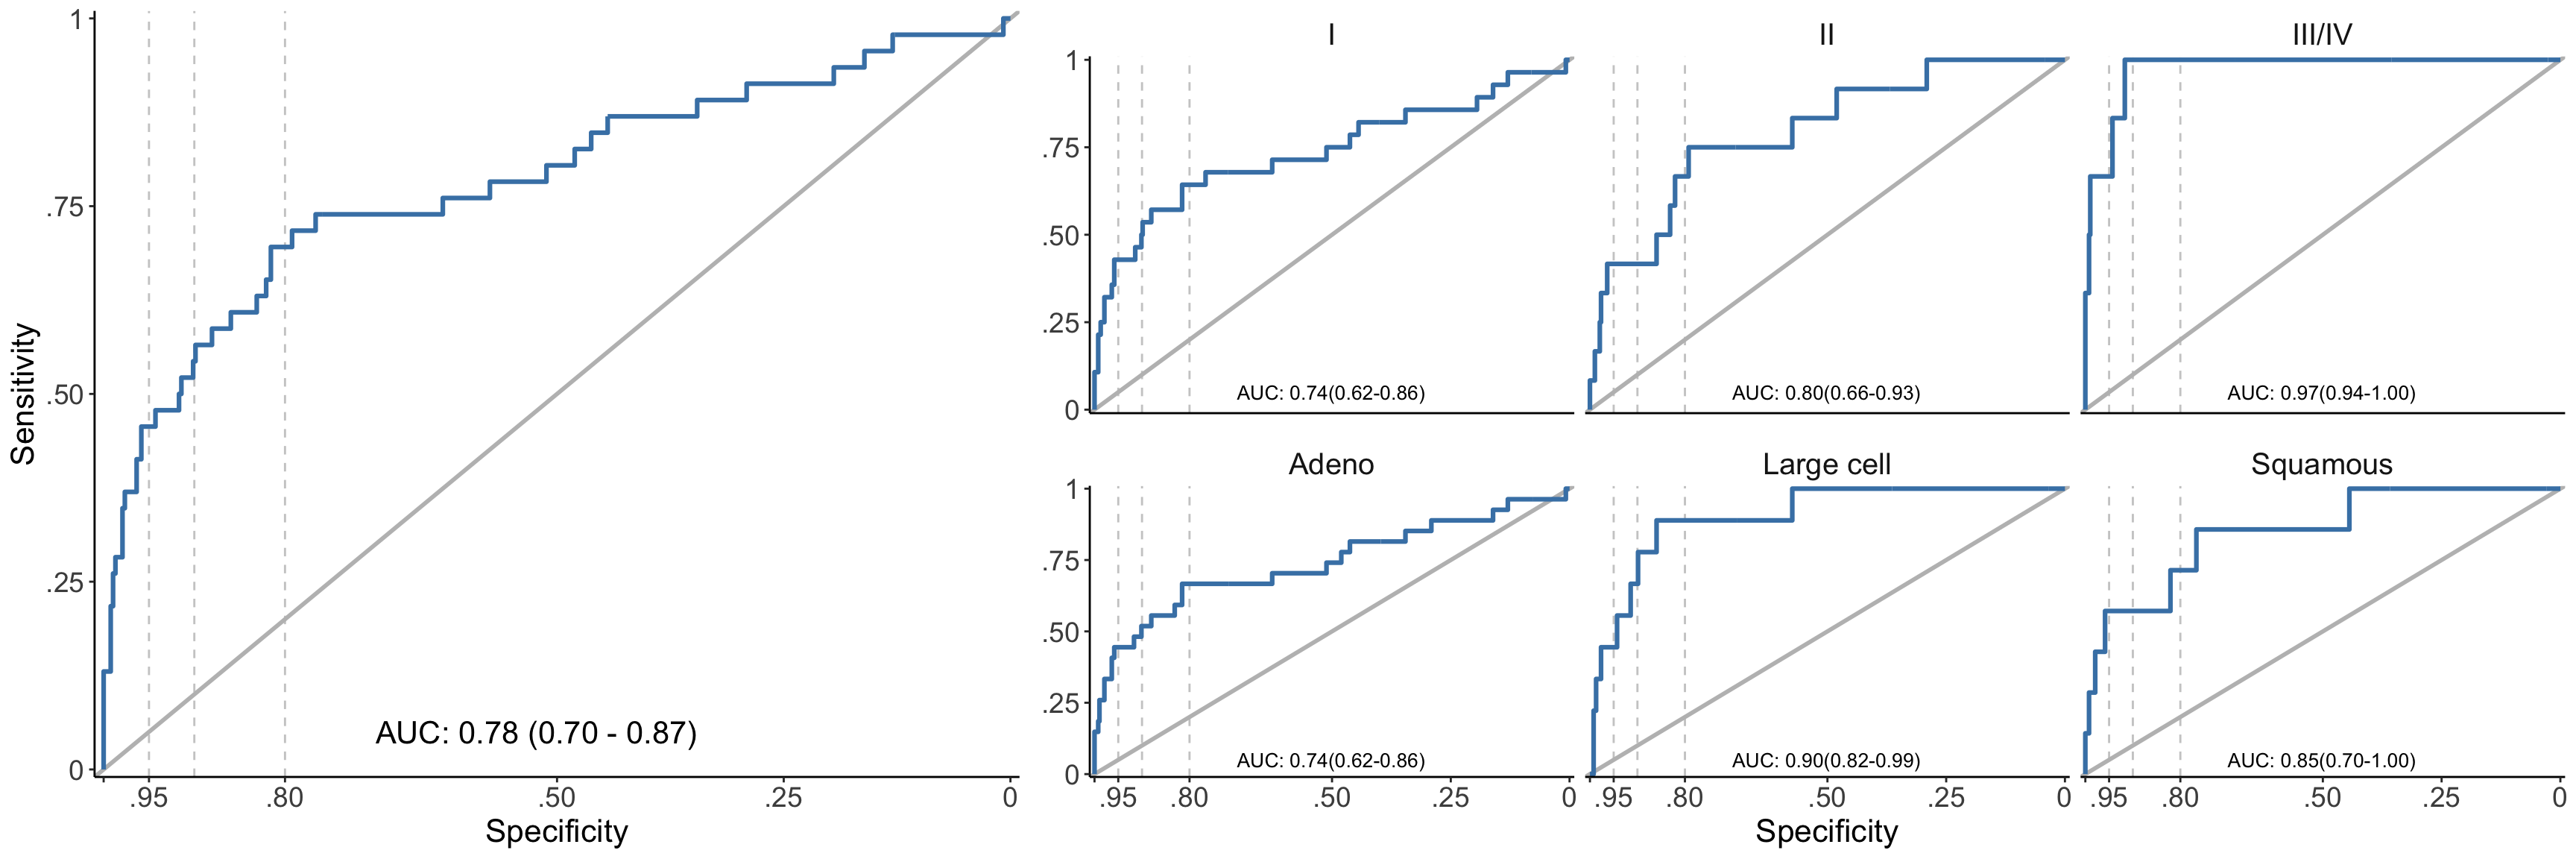 1
.75
.50
.25
0
Sensitivity
AUC: 0.78 (0.70 - 0.87)
.95 .80 .50 .25 0
Specificity
I II III/IV
1
.75
.50
.25
0
AUC: 0.74(0.62-0.86) AUC: 0.80(0.66-0.93) AUC: 0.97(0.94-1.00)
Adeno Large cell Squamous
1
.75
.50
.25
0
AUC: 0.74(0.62-0.86) AUC: 0.90(0.82-0.99) AUC: 0.85(0.70-1.00)
.95 .80 .50 .25 0 .95 .80 .50 .25 0 .95 .80 .50 .25 0
Specificity